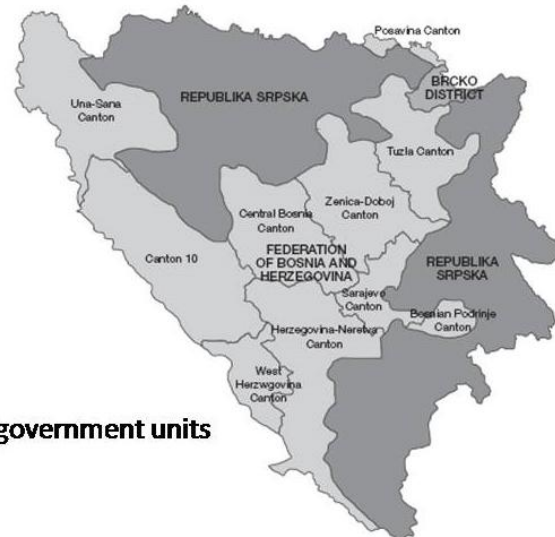 Posavina Canton
BRCKO
DISTRICT
REPUBLIKA SRPSKA
Una-Sana
Canton
Tuzla Canton
Zenica-Doboj
Canton
Central Bosnia
Canton
FEDERATION
OF BOSNIA AND
HERZEGOVINA
Canton 10
REPUBLIKA
SRPSKA
Sarajevo
Canton
Bosnian Podrinje
Canton
Herzegovina-Neretva
Canton
West
Herzwgovina
Canton
government units